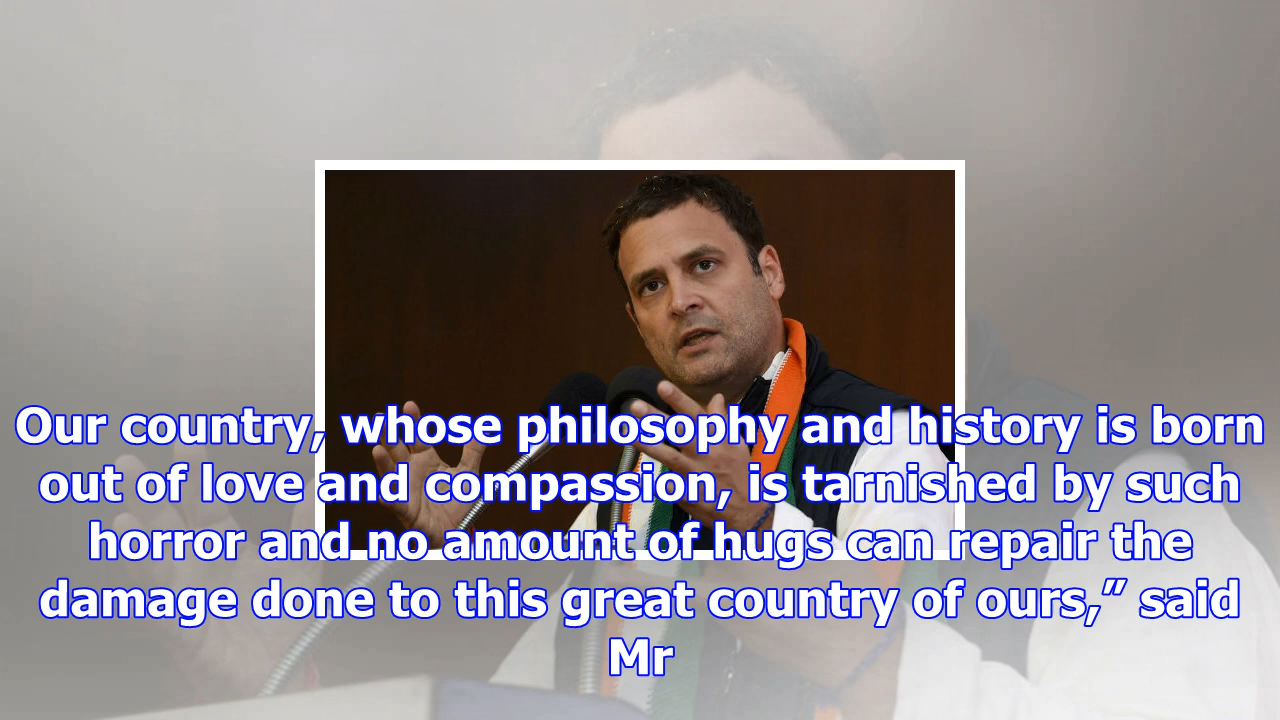 Our country, whose philosophy and history is born
out of love and compassion, is tarnished by such
horror and no amount of hugs can repair the
damage done to this great country of ours,” said
Mr